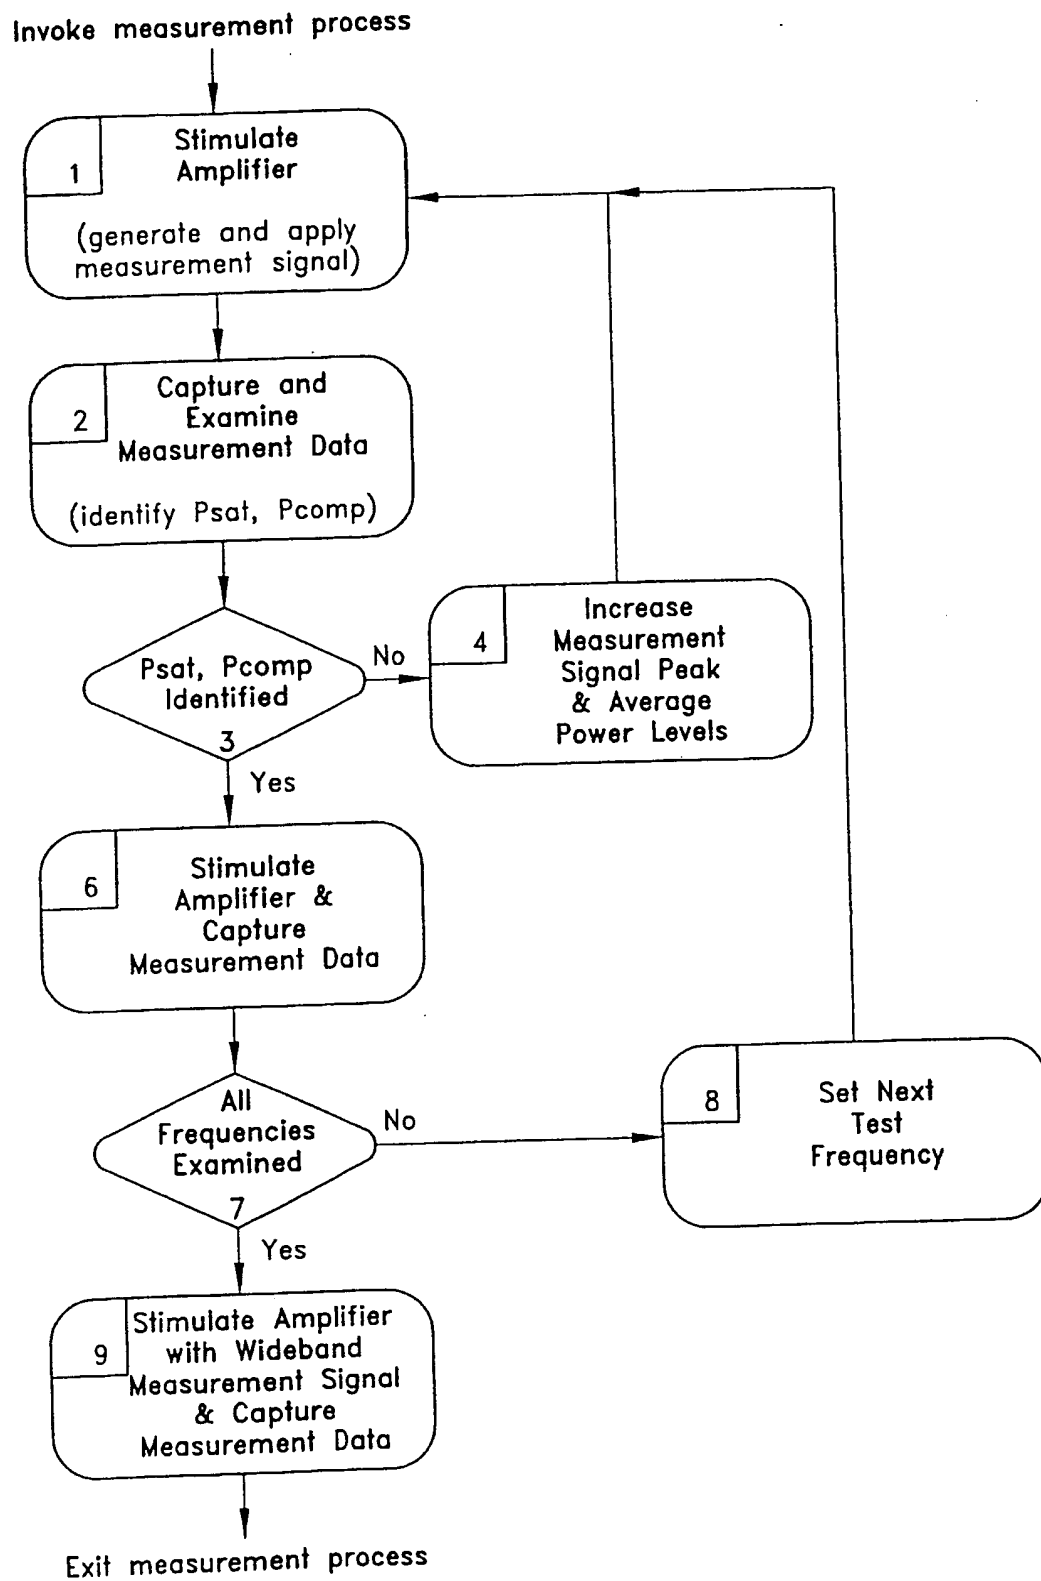 Invoke measurement process
1
Stimulate
Amplifier
(generate and apply
measurement signal)
2
Capture and
Examine
Measurement Data
(identify Psat, Pcomp)
Psat, Pcomp
Identified
3
No
Yes
4
Increase
Measurement
Signal Peak
& Average
Power Levels
6
Stimulate
Amplifier &
Capture
Measurement Data
All
Frequencies
Examined
7
No
Yes
8
Set Next
Test
Frequency
9
Stimulate Amplifier
with Wideband
Measurement Signal
& Capture
Measurement Data
Exit measurement process